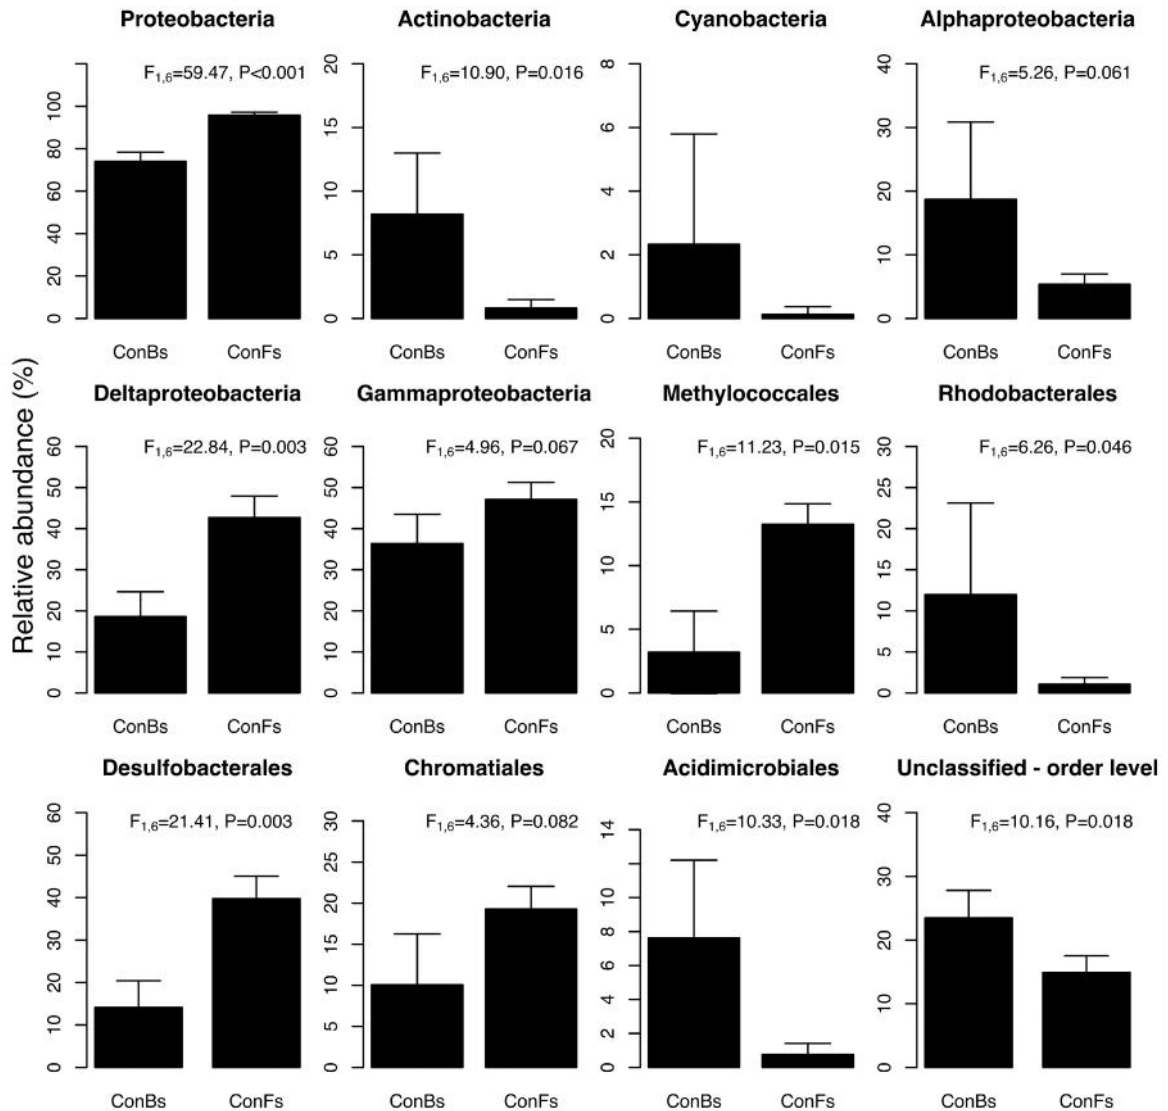 Relative abundance (%)
Proteobacteria
F1,6=59.47, P<0.001
0 20 40 60 80 100
ConBs ConFs
Actinobacteria
F1,6=10.90, P=0.016
0 5 10 15 20
ConBs ConFs
Cyanobacteria
0 2 4 6 8
ConBs ConFs
Alphaproteobacteria
F1,6=5.26, P=0.061
0 10 20 30 40
ConBs ConFs
Deltaproteobacteria
F1,6=22.84, P=0.003
0 10 20 30 40 50 60
ConBs ConFs
Gammaproteobacteria
F1,6=4.96, P=0.067
0 10 20 30 40 50 60
ConBs ConFs
Methylococcales
F1,6=11.23, P=0.015
0 5 10 15 20
ConBs ConFs
Rhodobacterales
F1,6=6.26, P=0.046
0 5 10 15 20 25 30
ConBs ConFs
Desulfobacterales
F1,6=21.41, P=0.003
0 10 20 30 40 50 60
ConBs ConFs
Chromatiales
F1,6=4.36, P=0.082
0 5 10 15 20 25 30
ConBs ConFs
Acidimicrobiales
F1,6=10.33, P=0.018
0 2 4 6 8 10 14
ConBs ConFs
Unclassified - order level
F1,6=10.16, P=0.018
0 10 20 30 40
ConBs ConFs